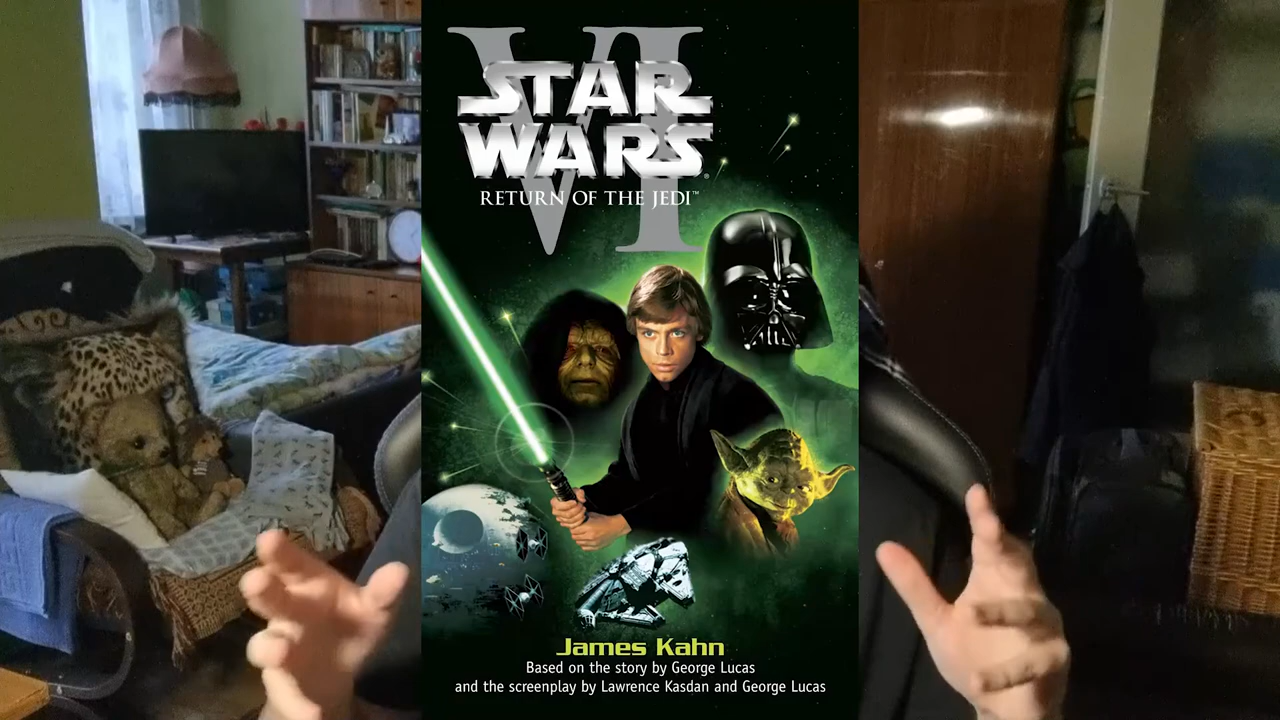 VI
STAR
WARS
RETURN OF THE JEDI™
James Kahn
Based on the story by George Lucas
and the screenplay by Lawrence Kasdan and George Lucas